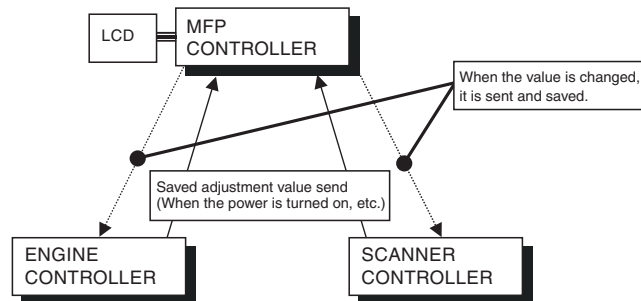 LCD
MFP
CONTROLLER
When the value is changed,
it is sent and saved.
Saved adjustment value send
(When the power is turned on, etc.)
ENGINE
CONTROLLER
SCANNER
CONTROLLER